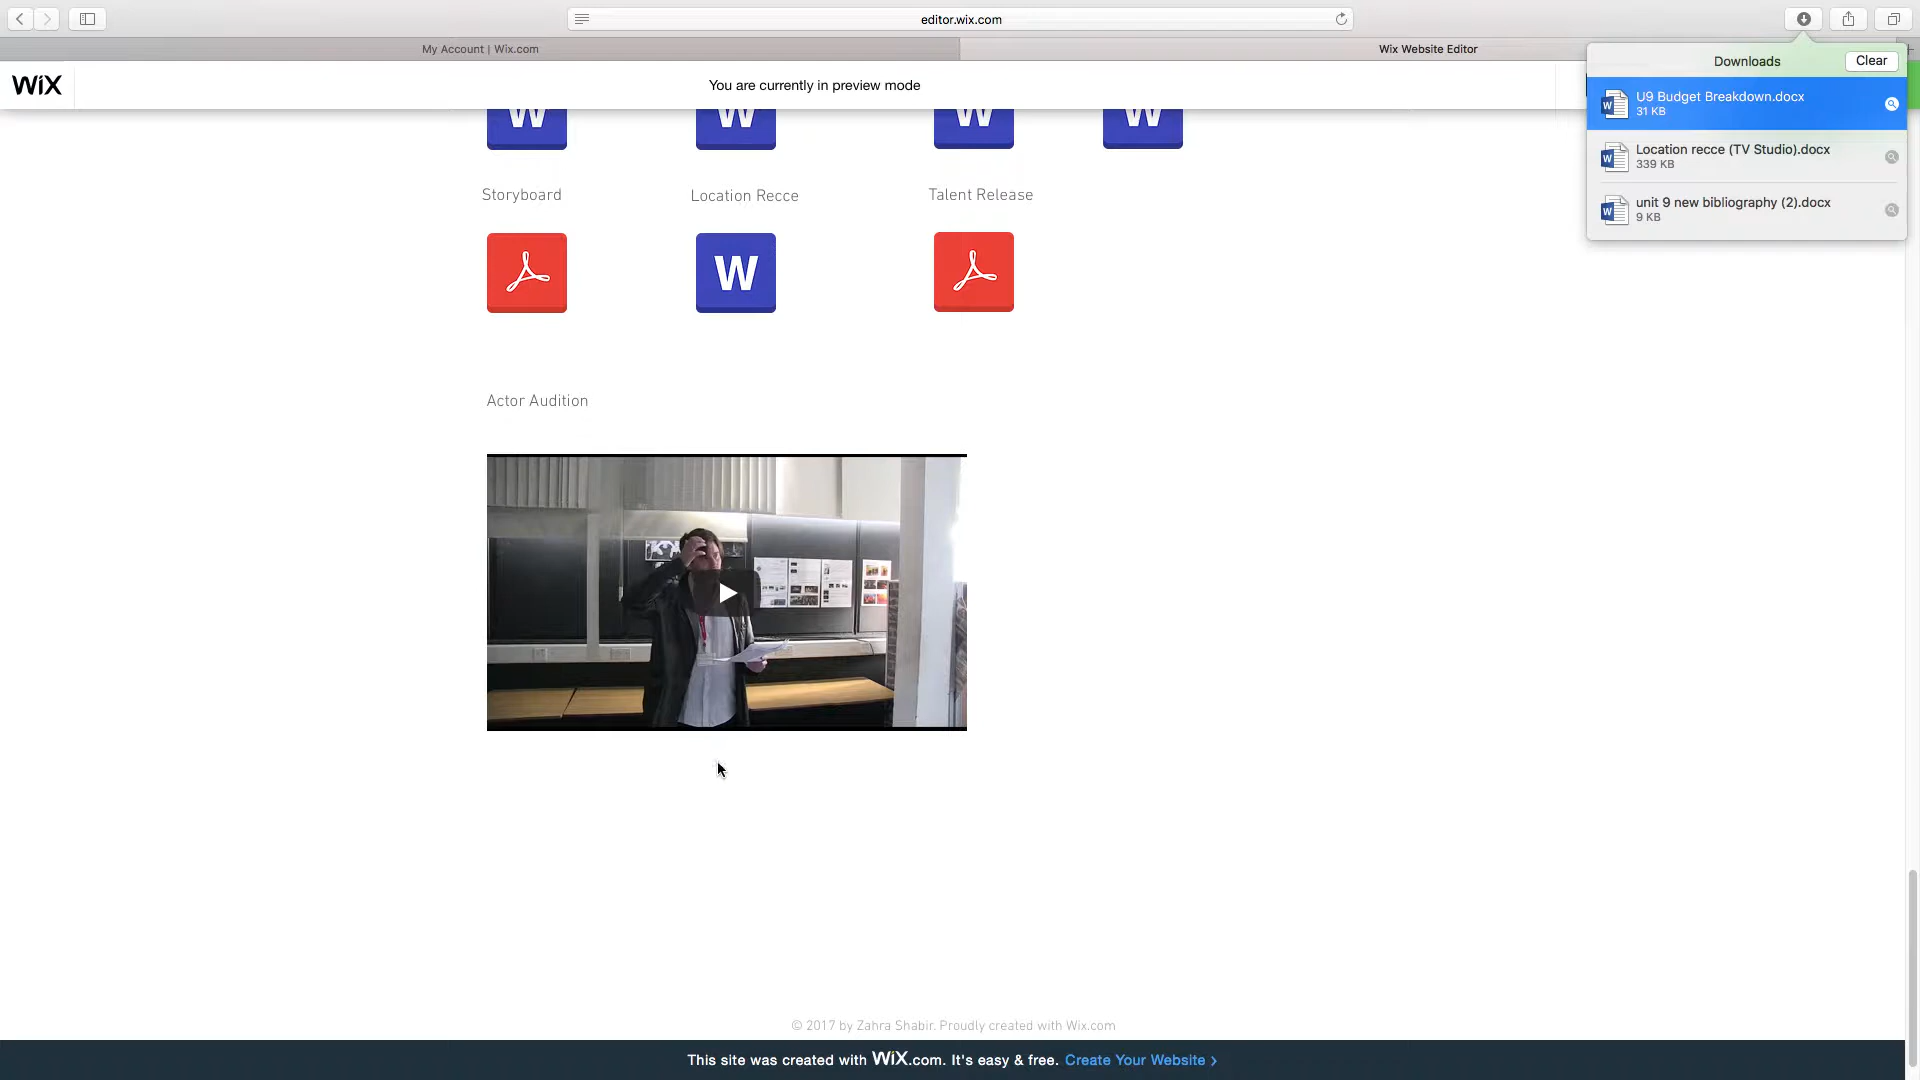 editor.wix.com
My Account | Wix.com
Wix Website Editor
Downloads
Clear
WiX
You are currently in preview mode
U9 Budget Breakdown.docx
31 KB
W
Location recce (TV Studio).docx
339 KB
W
unit 9 new bibliography (2).docx
9 KB
W
W
W
W
W
Storyboard
Location Recce
Talent Release
W
Actor Audition
© 2017 by Zahra Shabir. Proudly created with Wix.com
This site was created with WiX.com. It's easy & free. Create Your Website >